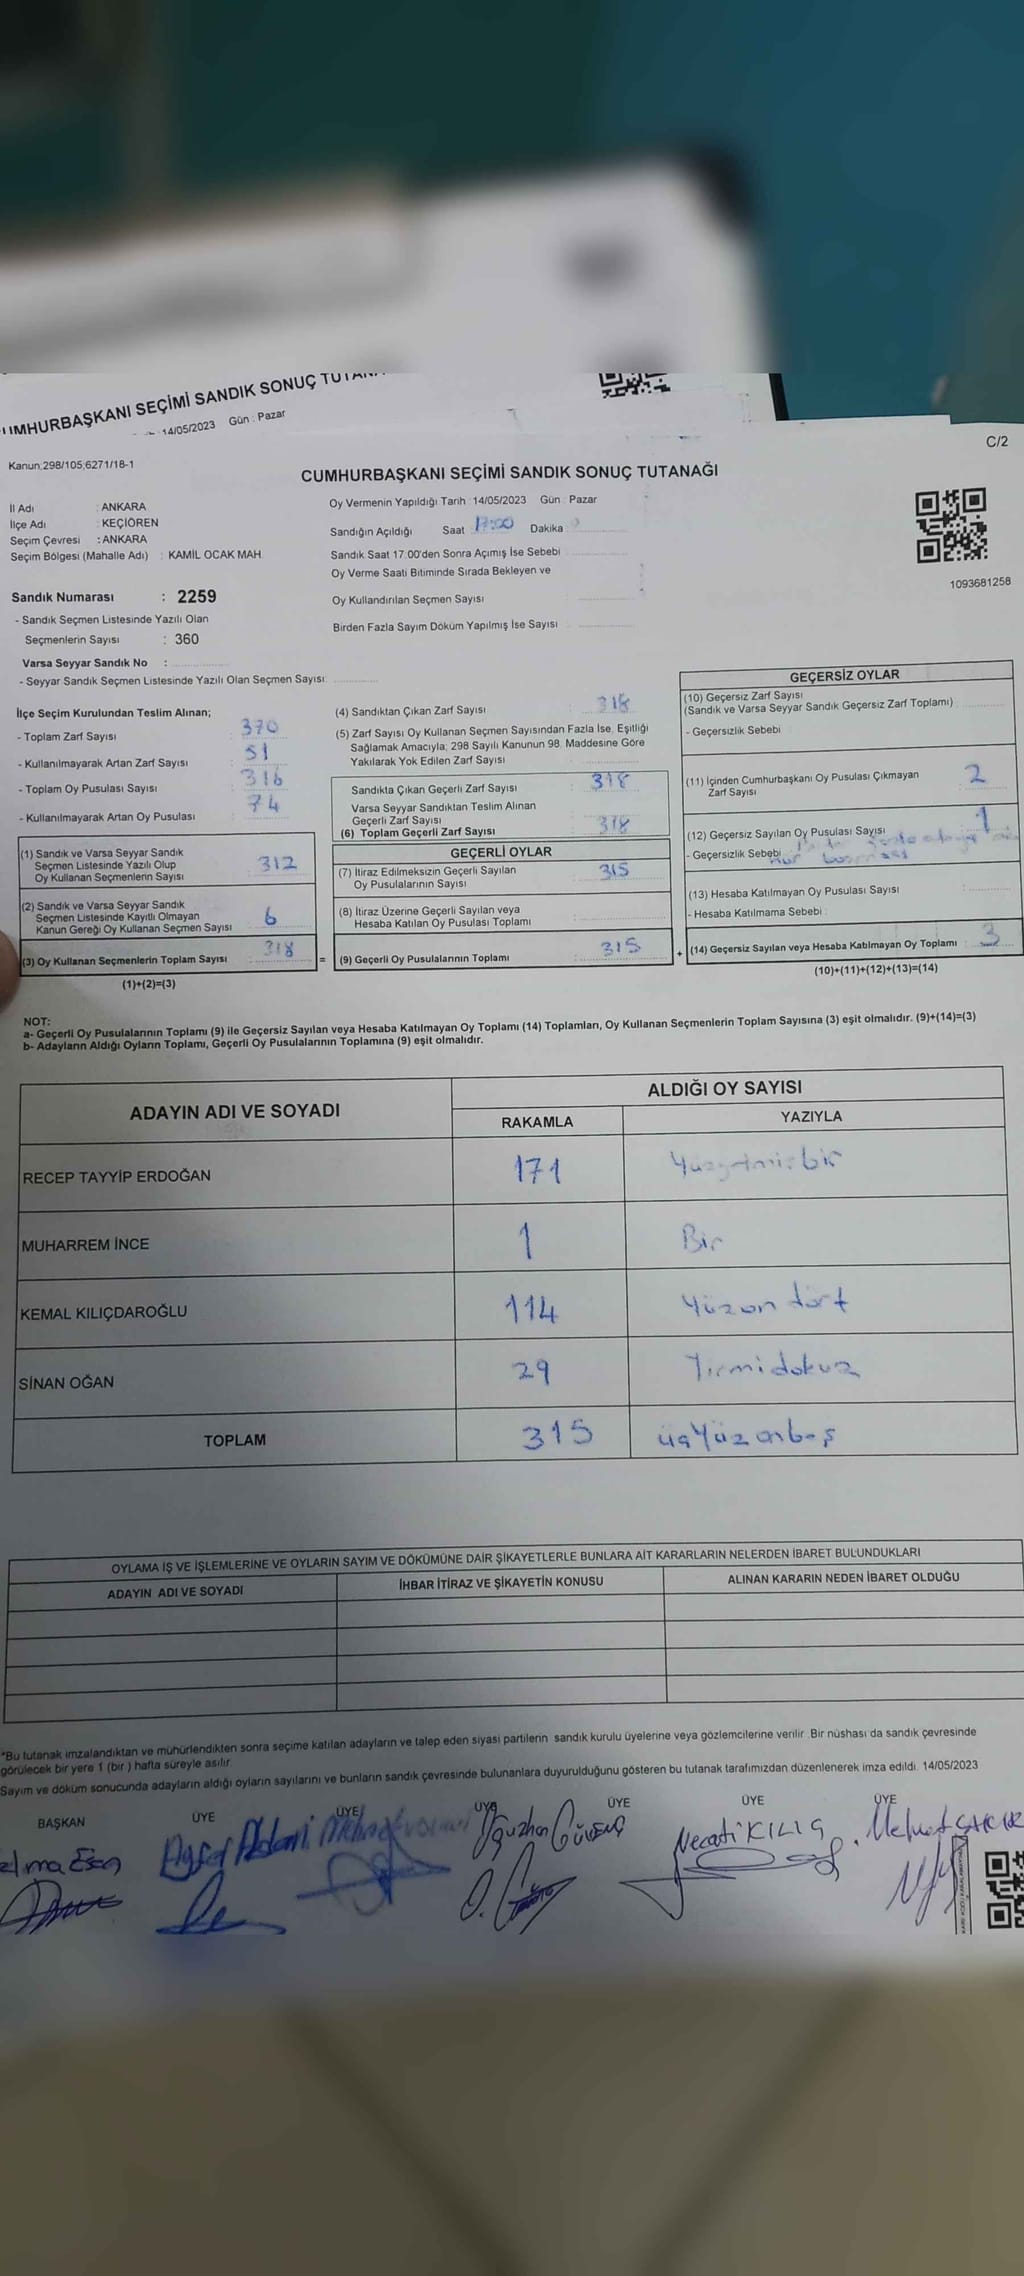 UMHURBAŞKANI SEÇİMİ SANDIK SONUÇ TUTA
14/05/2023 Gün : Pazar
C/2
Kanun;298/105;6271/18-1
CUMHURBAŞKANI SEÇİMİ SANDIK SONUÇ TUTANAĞI
İl Adı : ANKARA
İlçe Adı : KEÇİÖREN
Seçim Çevresi : ANKARA
Seçim Bölgesi (Mahalle Adı) : KAMİL OCAK MAH.
Oy Vermenin Yapıldığı Tarih : 14/05/2023 Gün : Pazar
Sandığın Açıldığı Saat 17:00 Dakika
Sandık Saat 17:00'den Sonra Açımış İse Sebebi
Oy Verme Saati Bitiminde Sırada Bekleyen ve
Oy Kullandırılan Seçmen Sayısı
Birden Fazla Sayım Döküm Yapılmış İse Sayısı
1093681258
Sandık Numarası : 2259
- Sandık Seçmen Listesinde Yazılı Olan
Seçmenlerin Sayısı : 360
Varsa Seyyar Sandık No :
- Seyyar Sandık Seçmen Listesinde Yazılı Olan Seçmen Sayısı:
İlçe Seçim Kurulundan Teslim Alınan;
- Toplam Zarf Sayısı : 370
- Kullanılmayarak Artan Zarf Sayısı : 51
- Toplam Oy Pusulası Sayısı : 316
- Kullanılmayarak Artan Oy Pusulası : 74
(1) Sandık ve Varsa Seyyar Sandık
Seçmen Listesinde Yazılı Olup
Oy Kullanan Seçmenlerin Sayısı : 312
(2) Sandık ve Varsa Seyyar Sandık
Seçmen Listesinde Kayıtlı Olmayan
Kanun Gereği Oy Kullanan Seçmen Sayısı : 6
(3) Oy Kullanan Seçmenlerin Toplam Sayısı : 318
(1)+(2)=(3)
=
(4) Sandıktan Çıkan Zarf Sayısı : 318
(5) Zarf Sayısı Oy Kullanan Seçmen Sayısından Fazla İse, Eşitliği
Sağlamak Amacıyla; 298 Sayılı Kanunun 98. Maddesine Göre
Yakılarak Yok Edilen Zarf Sayısı
Sandıkta Çıkan Geçerli Zarf Sayısı : 318
Varsa Seyyar Sandıktan Teslim Alınan
Geçerli Zarf Sayısı
(6) Toplam Geçerli Zarf Sayısı : 318
GEÇERLİ OYLAR
(7) İtiraz Edilmeksizin Geçerli Sayılan
Oy Pusulalarının Sayısı : 315
(8) İtiraz Üzerine Geçerli Sayılan veya
Hesaba Katılan Oy Pusulası Toplamı
(9) Geçerli Oy Pusulalarının Toplamı : 315
+
GEÇERSİZ OYLAR
(10) Geçersiz Zarf Sayısı
(Sandık ve Varsa Seyyar Sandık Geçersiz Zarf Toplamı)
- Geçersizlik Sebebi
(11) İçinden Cumhurbaşkanı Oy Pusulası Çıkmayan
Zarf Sayısı : 2
(12) Geçersiz Sayılan Oy Pusulası Sayısı : 1
- Geçersizlik Sebebi
(13) Hesaba Katılmayan Oy Pusulası Sayısı
- Hesaba Katılmama Sebebi
(14) Geçersiz Sayılan veya Hesaba Katılmayan Oy Toplamı : 3
(10)+(11)+(12)+(13)=(14)
NOT:
a- Geçerli Oy Pusulalarının Toplamı (9) ile Geçersiz Sayılan veya Hesaba Katılmayan Oy Toplamı (14) Toplamları, Oy Kullanan Seçmenlerin Toplam Sayısına (3) eşit olmalıdır. (9)+(14)=(3)
b- Adayların Aldığı Oyların Toplamı, Geçerli Oy Pusulalarının Toplamına (9) eşit olmalıdır.
ADAYIN ADI VE SOYADI ALDIĞI OY SAYISI
RAKAMLA YAZIYLA
RECEP TAYYİP ERDOĞAN 171 Yüzyetmişbir
MUHARREM İNCE 1 Bir
KEMAL KILIÇDAROĞLU 114 Yüzon dört
SİNAN OĞAN 29 Yirmidokuz
TOPLAM 315 üçYüz onbeş
OYLAMA İŞ VE İŞLEMLERİNE VE OYLARIN SAYIM VE DÖKÜMÜNE DAİR ŞİKAYETLERLE BUNLARA AİT KARARLARIN NELERDEN İBARET BULUNDUKLARI
ADAYIN ADI VE SOYADI İHBAR İTİRAZ VE ŞİKAYETİN KONUSU ALINAN KARARIN NEDEN İBARET OLDUĞU
*Bu tutanak imzalandıktan ve mühürlendikten sonra seçime katılan adayların ve talep eden siyasi partilerin sandık kurulu üyelerine veya gözlemcilerine verilir. Bir nüshası da sandık çevresinde
görülecek bir yere 1 (bir ) hafta süreyle asılır.
Sayım ve döküm sonucunda adayların aldığı oyların sayılarını ve bunların sandık çevresinde bulunanlara duyurulduğunu gösteren bu tutanak tarafımızdan düzenlenerek imza edildi. 14/05/2023
BAŞKAN ÜYE ÜYE ÜYE ÜYE ÜYE ÜYE
Oğuzhan Necati KILIÇ Mehmet